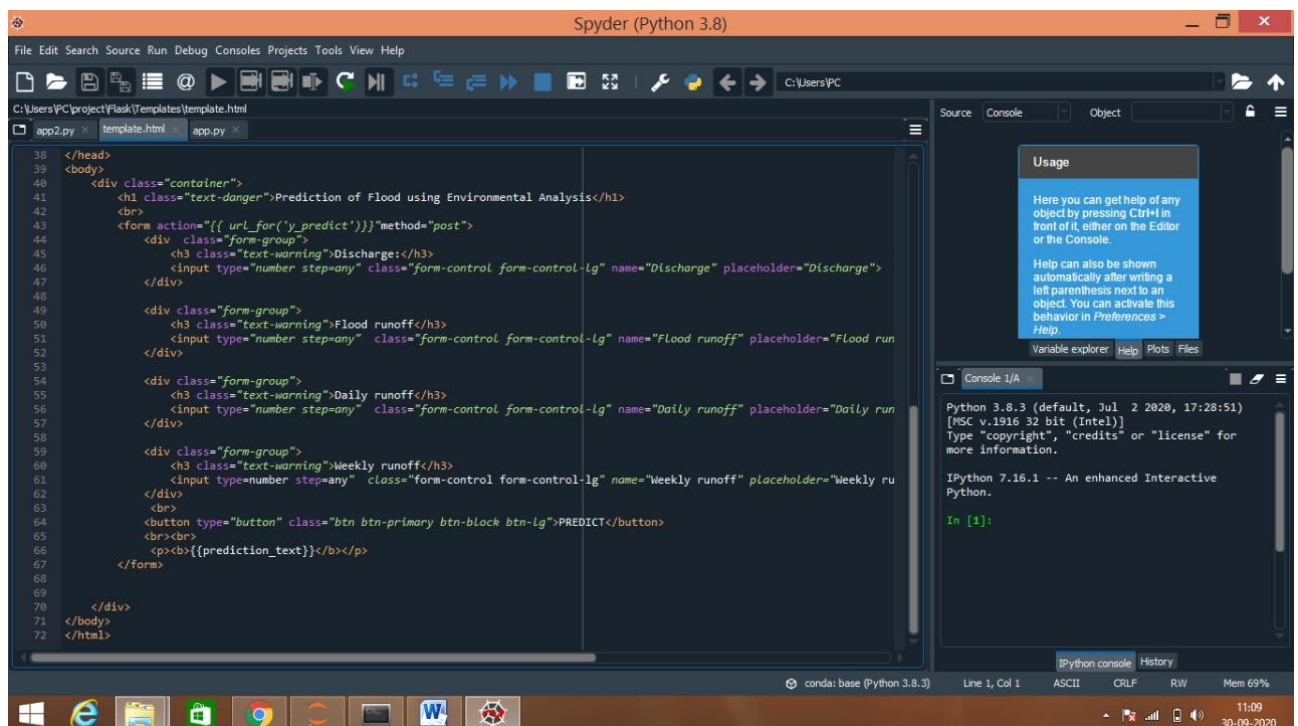 Spyder (Python 3.8)
File Edit Search Source Run Debug Consoles Projects Tools View Help
C:\Users\PC
C:\Users\PC\project\Flask\Templates\template.html
app2.py template.html app.py
38 </head>
39 <body>
40 <div class="container">
41 <h1 class="text-danger">Prediction of Flood using Environmental Analysis</h1>
42 <br>
43 <form action="{{ url_for('y_predict')}}"method="post">
44 <div  class="form-group">
45 <h3 class="text-warning">Discharge:</h3>
46 <input type="number step=any" class="form-control form-control-lg" name="Discharge" placeholder="Discharge">
47 </div>
48
49 <div class="form-group">
50 <h3 class="text-warning">Flood runoff</h3>
51 <input type="number step=any"  class="form-control form-control-lg" name="Flood runoff" placeholder="Flood run
52 </div>
53
54 <div class="form-group">
55 <h3 class="text-warning">Daily runoff</h3>
56 <input type="number step=any"  class="form-control form-control-lg" name="Daily runoff" placeholder="Daily run
57 </div>
58
59 <div class="form-group">
60 <h3 class="text-warning">Weekly runoff</h3>
61 <input type=number step=any"  class="form-control form-control-lg" name="Weekly runoff" placeholder="Weekly ru
62 </div>
63 <br>
64 <button type="button" class="btn btn-primary btn-block btn-lg">PREDICT</button>
65 <br><br>
66 <p><b>{{prediction_text}}</b></p>
67 </form>
68
69
70 </div>
71 </body>
72 </html>
Source Console Object
Usage
Here you can get help of any
object by pressing Ctrl+I in
front of it, either on the Editor
or the Console.
Help can also be shown
automatically after writing a
left parenthesis next to an
object. You can activate this
behavior in Preferences >
Help.
Variable explorer Help Plots Files
Console 1/A
Python 3.8.3 (default, Jul  2 2020, 17:28:51)
[MSC v.1916 32 bit (Intel)]
Type "copyright", "credits" or "license" for
more information.
IPython 7.16.1 -- An enhanced Interactive
Python.
In [1]:
IPython console History
conda: base (Python 3.8.3) Line 1, Col 1 ASCII CRLF RW Mem 69%
11:09
30-09-2020